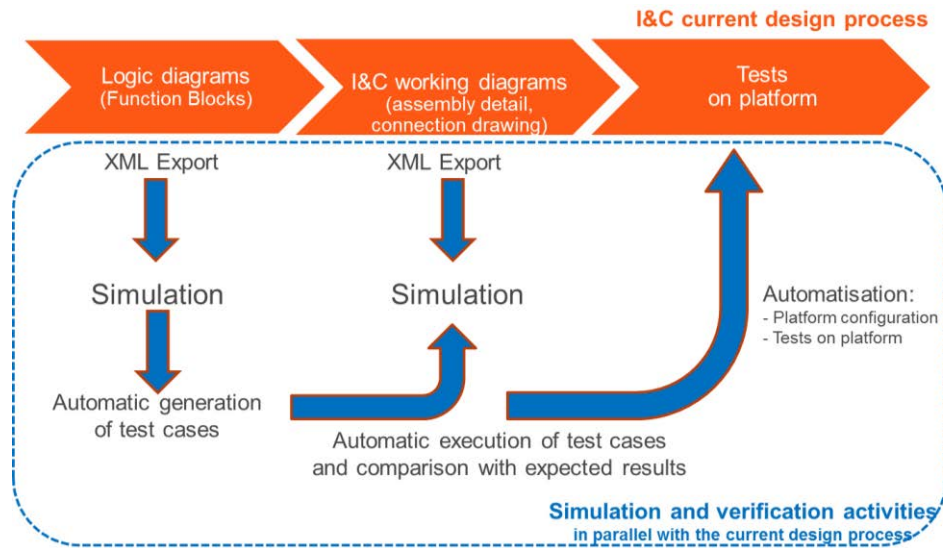 I&C current design process
Logic diagrams
(Function Blocks)
I&C working diagrams
(assembly detail,
connection drawing)
Tests
on platform
XML Export
XML Export
Simulation
Simulation
Automatisation:
- Platform configuration
- Tests on platform
Automatic generation
of test cases
Automatic execution of test cases
and comparison with expected results
Simulation and verification activities
in parallel with the current design process